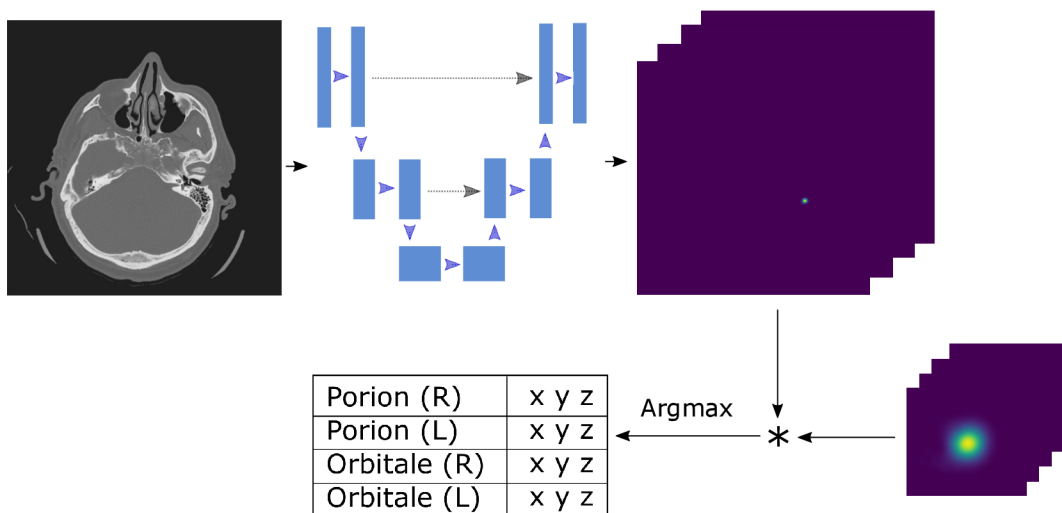 Argmax
*
Porion (R) x y z
Porion (L) x y z
Orbitale (R) x y z
Orbitale (L) x y z